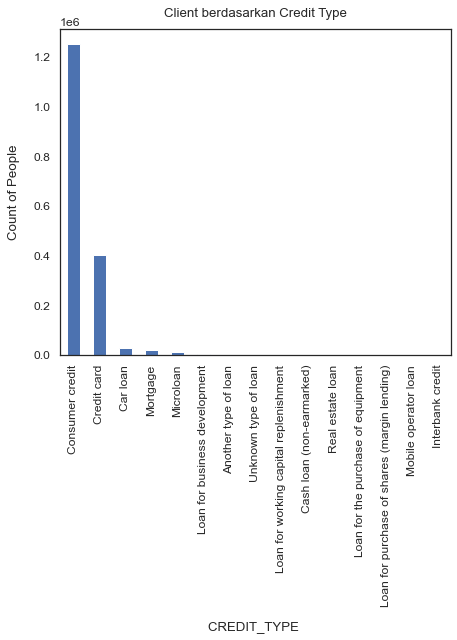 Client berdasarkan Credit Type
1e6
1.2
1.0
0.8
0.6
0.4
0.2
0.0
Count of People
Consumer credit
Credit card
Car loan
Mortgage
Microloan
Loan for business development
Another type of loan
Unknown type of loan
Loan for working capital replenishment
Cash loan (non-earmarked)
Real estate loan
Loan for the purchase of equipment
Loan for purchase of shares (margin lending)
Mobile operator loan
Interbank credit
CREDIT_TYPE